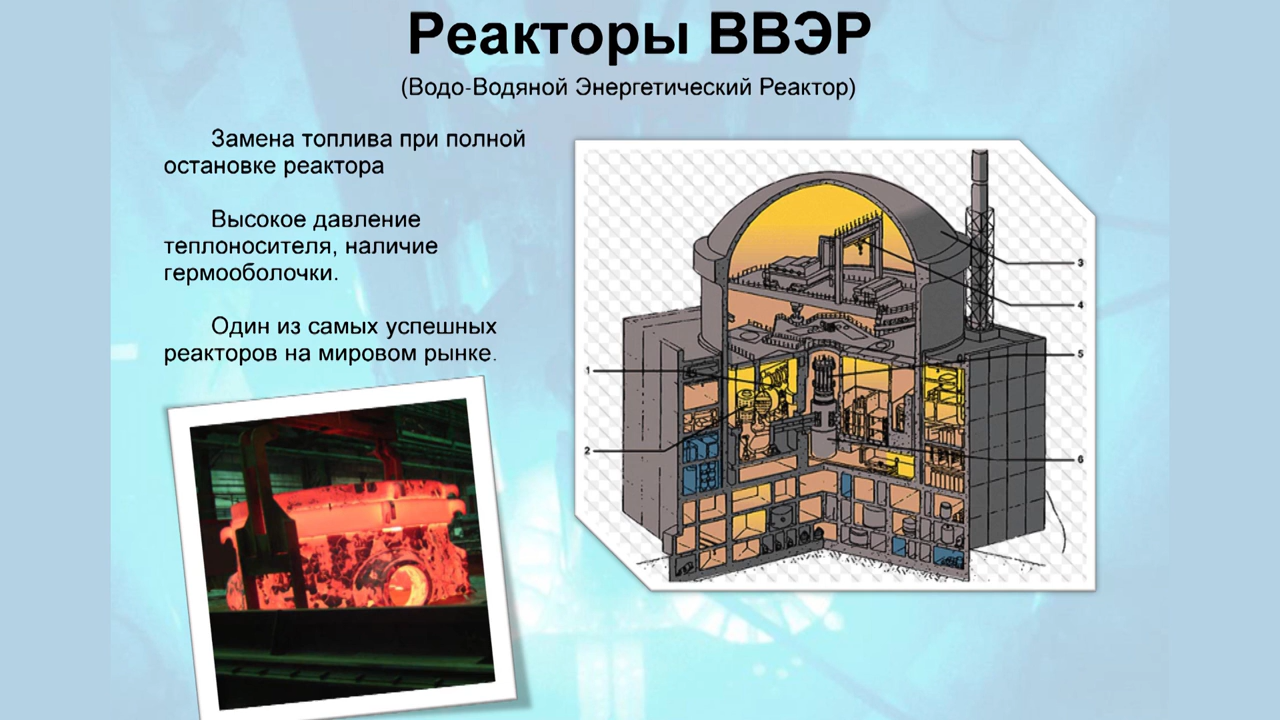 Реакторы ВВЭР
(Водо-Водяной Энергетический Реактор)
Замена топлива при полной
остановке реактора
Высокое давление
теплоносителя, наличие
гермооболочки.
Один из самых успешных
реакторов на мировом рынке.
3
4
5
1
2
6